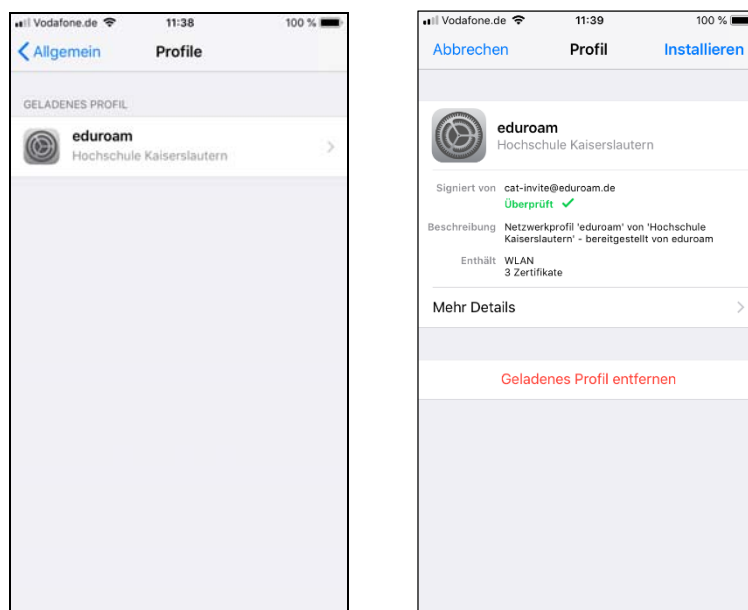 Vodafone.de 11:38 100 %
Allgemein Profile
GELADENES PROFIL
eduroam
Hochschule Kaiserslautern
Vodafone.de 11:39 100 %
Abbrechen Profil Installieren
eduroam
Hochschule Kaiserslautern
Signiert von cat-invite@eduroam.de
Überprüft
Beschreibung Netzwerkprofil 'eduroam' von 'Hochschule
Kaiserslautern' - bereitgestellt von eduroam
Enthält WLAN
3 Zertifikate
Mehr Details
Geladenes Profil entfernen